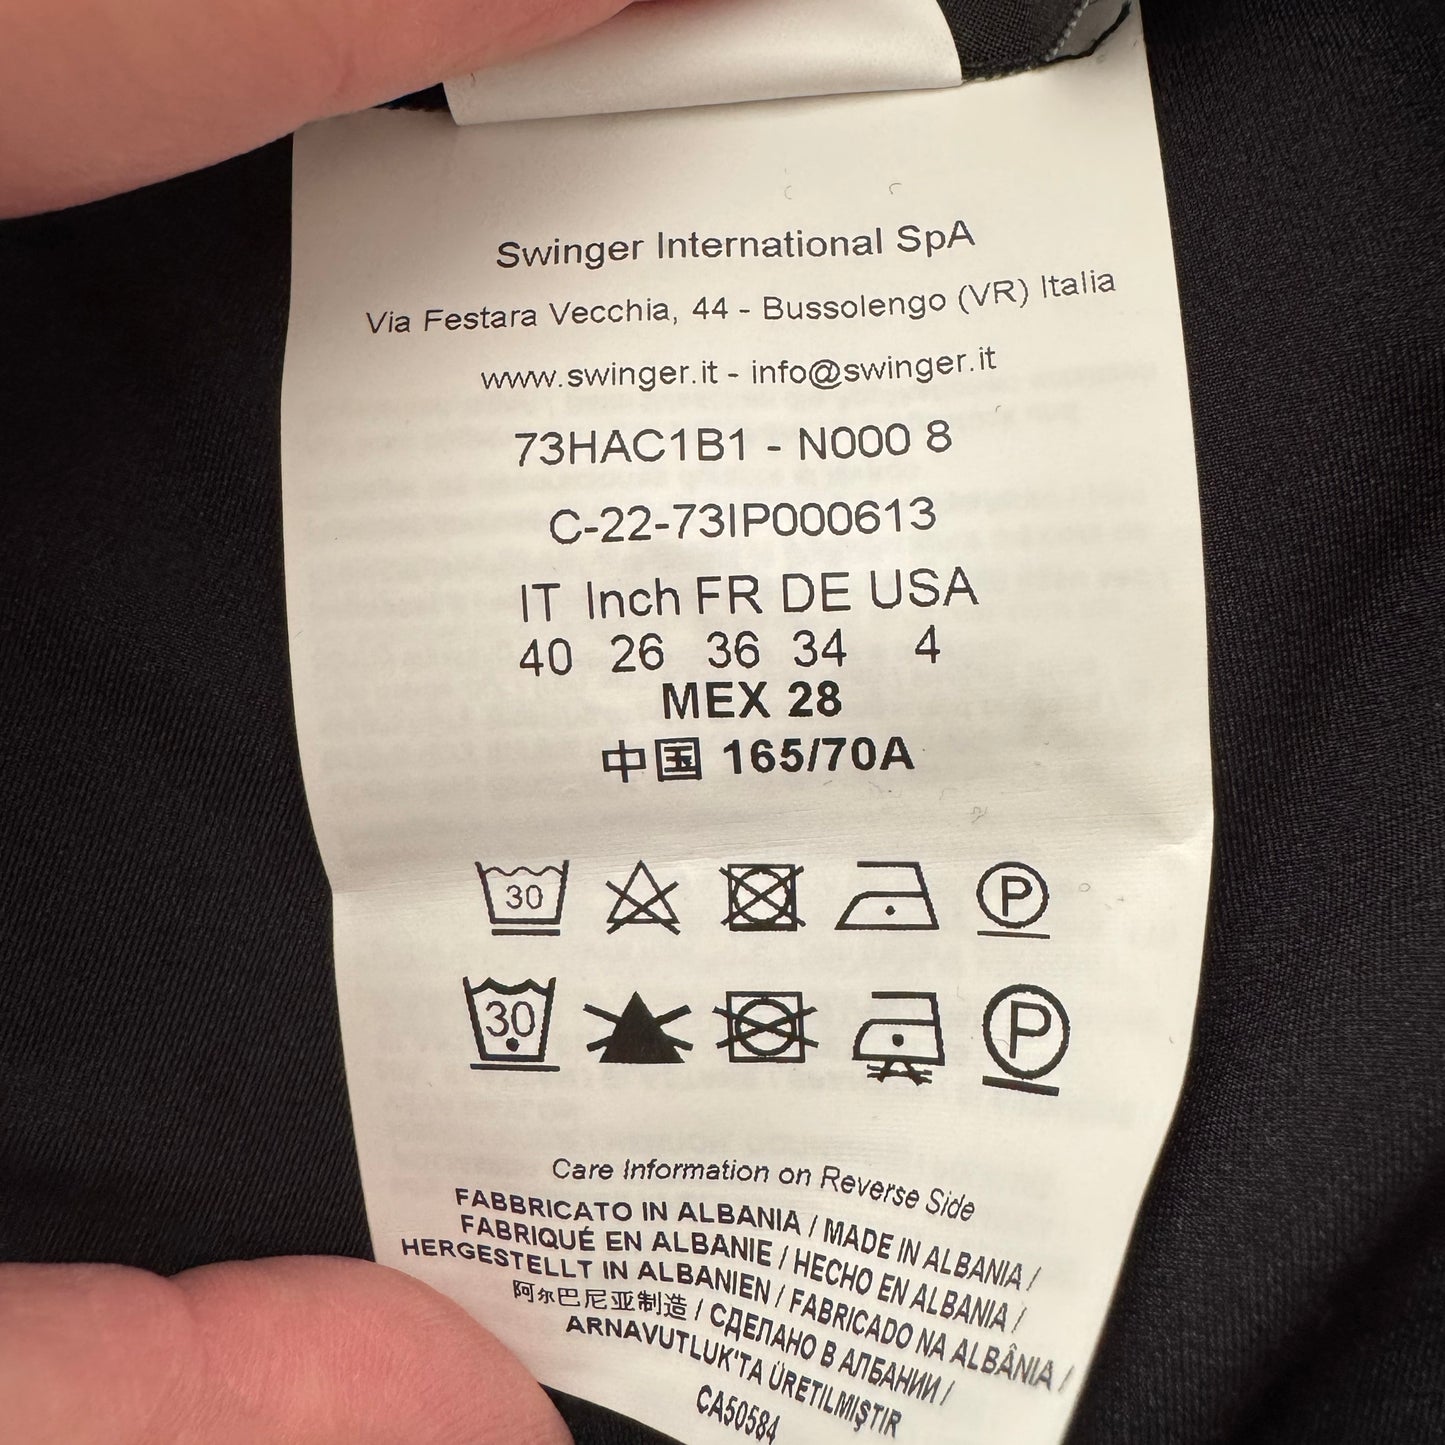 Swinger International SpA
Via Festara Vecchia, 44 - Bussolengo (VR) Italia
www.swinger.it - info@swinger.it
73HAC1B1 - N000 8
C-22-73IP000613
IT Inch FR DE USA
40 26 36 34 4
MEX 28
中国 165/70A
30 P
30 P
Care Information on Reverse Side
FABBRICATO IN ALBANIA / MADE IN ALBANIA /
FABRIQUÉ EN ALBANIE / HECHO EN ALBANIA /
HERGESTELLT IN ALBANIEN / FABRICADO NA ALBÂNIA /
阿尔巴尼亚制造 / СДЕЛАНО В АЛБАНИИ /
ARNAVUTLUK'TA ÜRETILMIŞTIR
CA50584